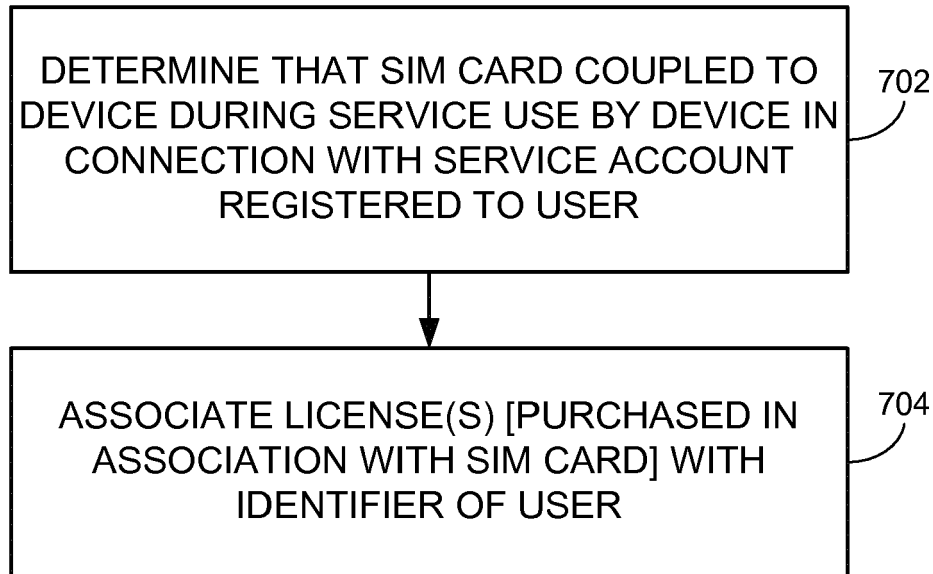 DETERMINE THAT SIM CARD COUPLED TO
DEVICE DURING SERVICE USE BY DEVICE IN
CONNECTION WITH SERVICE ACCOUNT
REGISTERED TO USER
702
ASSOCIATE LICENSE(S) [PURCHASED IN
ASSOCIATION WITH SIM CARD] WITH
IDENTIFIER OF USER
704